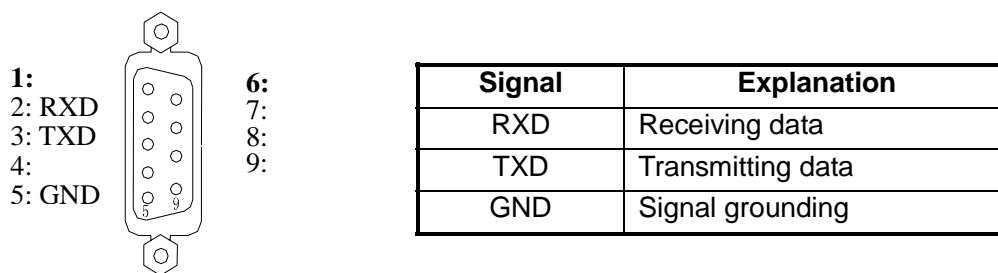 1:
2: RXD
3: TXD
4:
5: GND
5 9
6:
7:
8:
9:
Signal Explanation
RXD Receiving data
TXD Transmitting data
GND Signal grounding